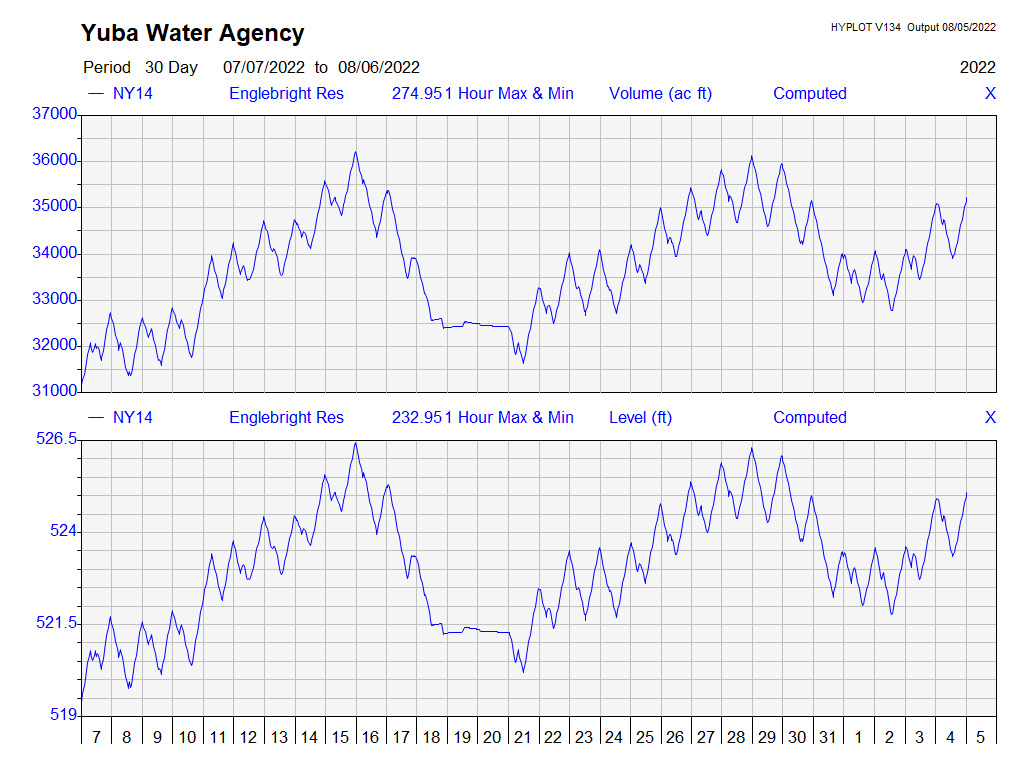 Yuba Water Agency
HYPLOT V134 Output 08/05/2022
Period 30 Day 07/07/2022 to 08/06/2022 2022
NY14 Englebright Res 274.951 Hour Max & Min Volume (ac ft) Computed X
37000
36000
35000
34000
33000
32000
31000
NY14 Englebright Res 232.951 Hour Max & Min Level (ft) Computed X
526.5
524
521.5
519
7 8 9 10 11 12 13 14 15 16 17 18 19 20 21 22 23 24 25 26 27 28 29 30 31 1 2 3 4 5